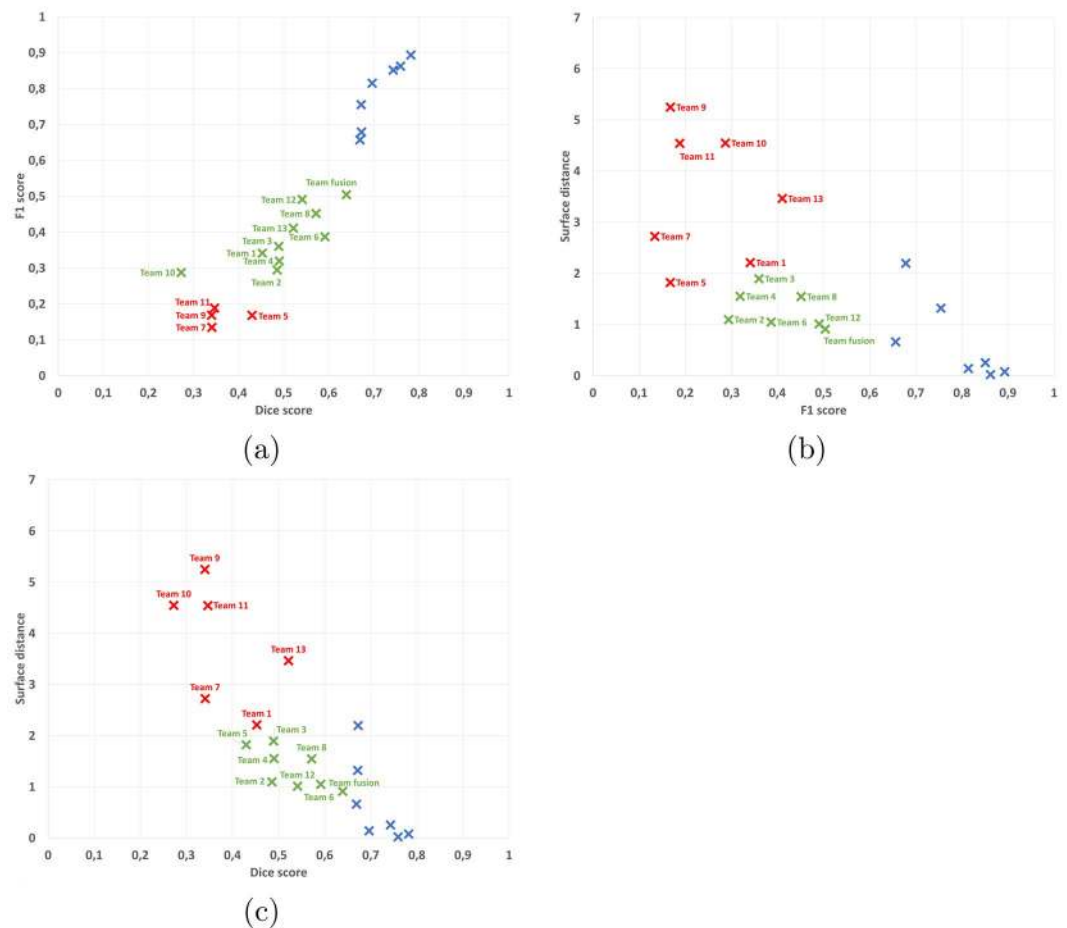 1
0,9
0,8
0,7
0,6
0,5
0,4
0,3
0,2
0,1
0
F1 score
Team fusion
Team 12
Team 8
Team 13
Team 6
Team 3
Team 1
Team 4
Team 2
Team 10
Team 11
Team 9
Team 5
Team 7
0 0,1 0,2 0,3 0,4 0,5 0,6 0,7 0,8 0,9 1
Dice score
(a)
7
6
5
4
3
2
1
0
Surface distance
Team 9
Team 10
Team 11
Team 13
Team 7
Team 1
Team 3
Team 5
Team 4 Team 8
Team 2 Team 6 Team 12
Team fusion
0 0,1 0,2 0,3 0,4 0,5 0,6 0,7 0,8 0,9 1
F1 score
(b)
7
6
5
4
3
2
1
0
Surface distance
Team 9
Team 10
Team 11
Team 13
Team 7
Team 1
Team 5 Team 3
Team 4 Team 8
Team 2 Team 12 Team fusion
Team 6
0 0,1 0,2 0,3 0,4 0,5 0,6 0,7 0,8 0,9 1
Dice score
(c)